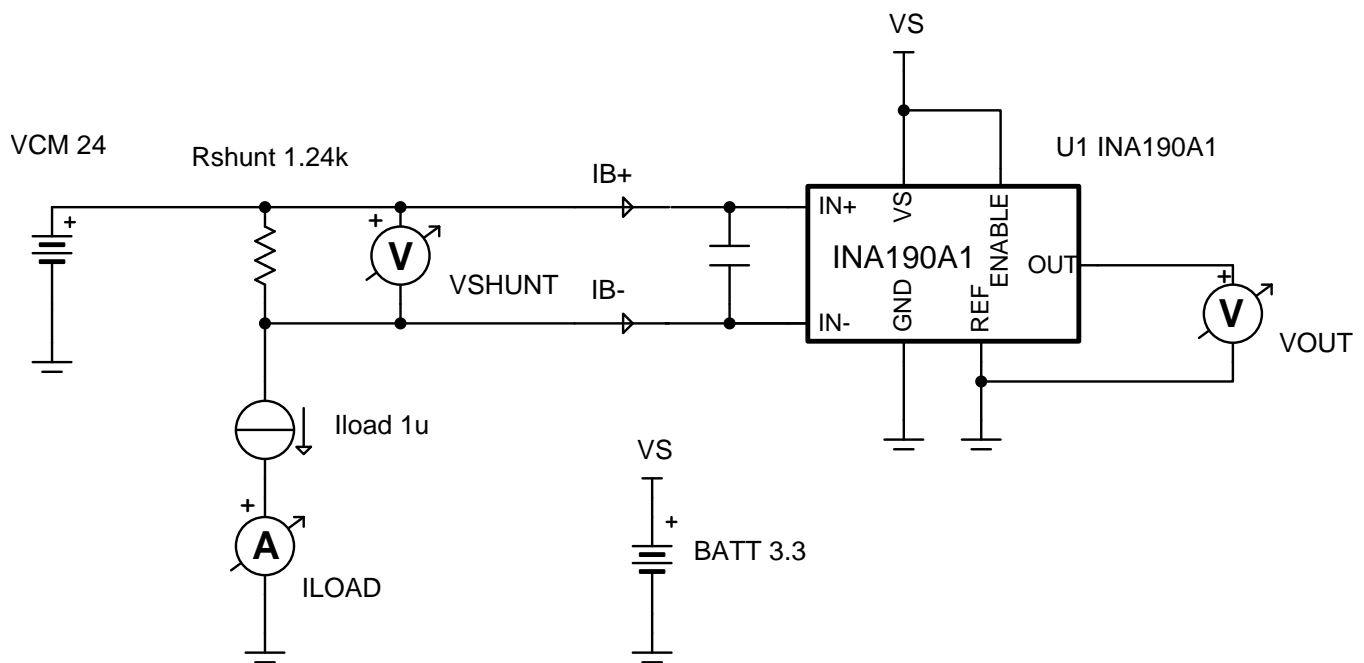 VS
VCM 24
Rshunt 1.24k
U1 INA190A1
IB+
+
+
V
VSHUNT
IB-
IN+
VS
ENABLE
INA190A1
OUT
IN-
GND
REF
+
V
VOUT
Iload 1u
VS
+
A
ILOAD
+
BATT 3.3